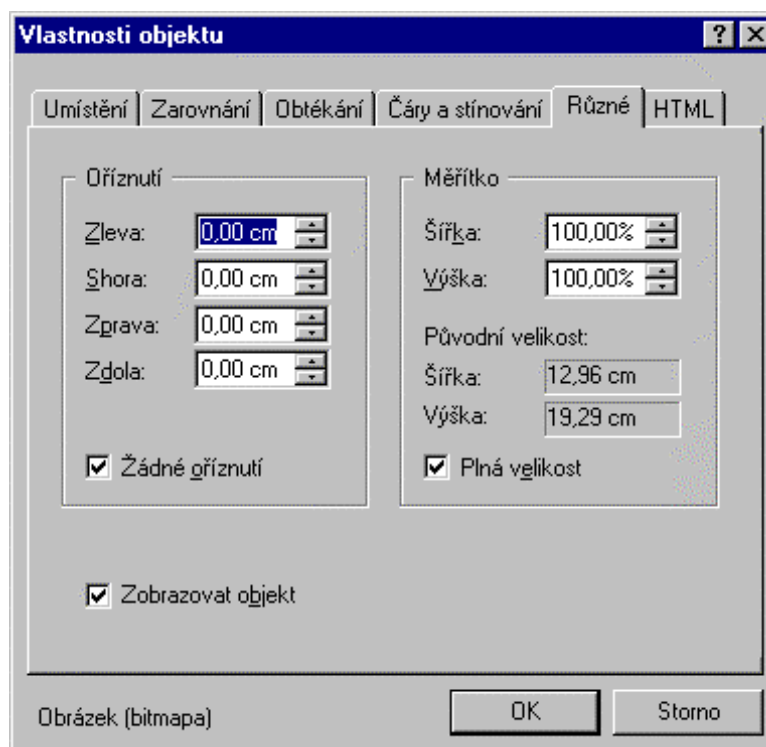 Vlastnosti objektu
Umístění Zarovnání Obtékání Čáry a stínování Různé HTML
Oříznutí
Zleva: 0,00 cm
Shora: 0,00 cm
Zprava: 0,00 cm
Zdola: 0,00 cm
Žádné oříznutí
Měřítko
Šířka: 100,00%
Výška: 100,00%
Původní velikost:
Šířka: 12,96 cm
Výška: 19,29 cm
Plná velikost
Zobrazovat objekt
Obrázek (bitmapa)
OK Storno